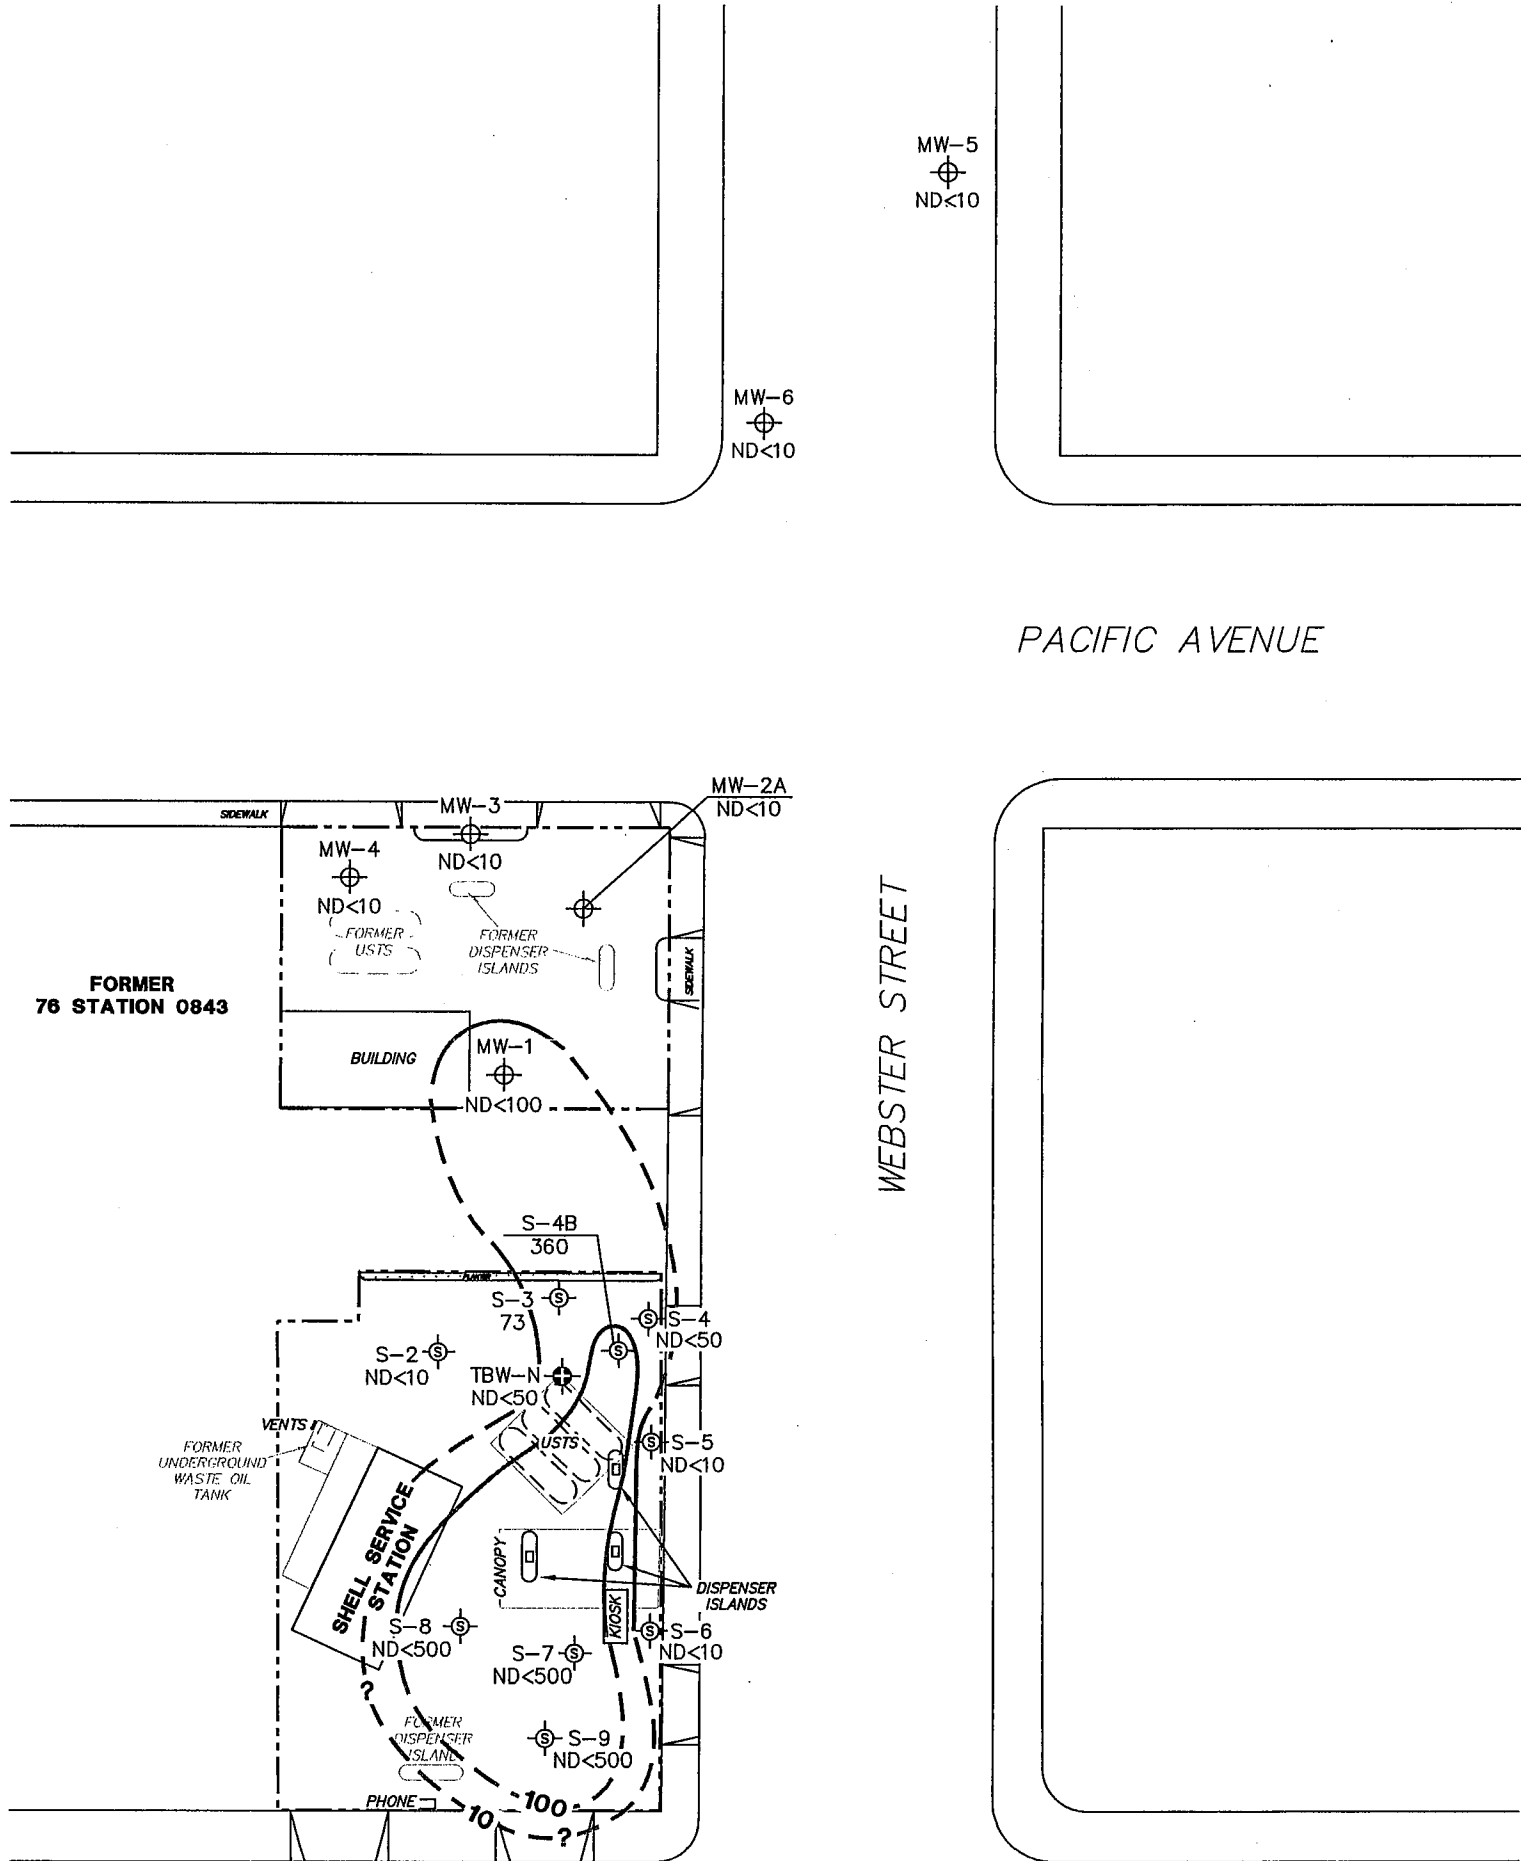 MW-5
ND<10
MW-6
ND<10
PACIFIC AVENUE
MW-2A
ND<10
SIDEWALK
MW-3
ND<10
MW-4
ND<10
FORMER
USTS
FORMER
DISPENSER
ISLANDS
SIDEWALK
FORMER
76 STATION 0843
WEBSTER STREET
BUILDING
MW-1
ND<100
S-4B
360
PLANTER
S-3
73
S-4
ND<50
S-2
ND<10
TBW-N
ND<50
VENTS
FORMER
UNDERGROUND
WASTE OIL
TANK
USTS
S-5
ND<10
SHELL SERVICE
STATION
CANOPY
DISPENSER
ISLANDS
KIOSK
S-8
ND<500
S-7
ND<500
S-6
ND<10
?
FORMER
DISPENSER
ISLAND
S-9
ND<500
PHONE
10
100
?